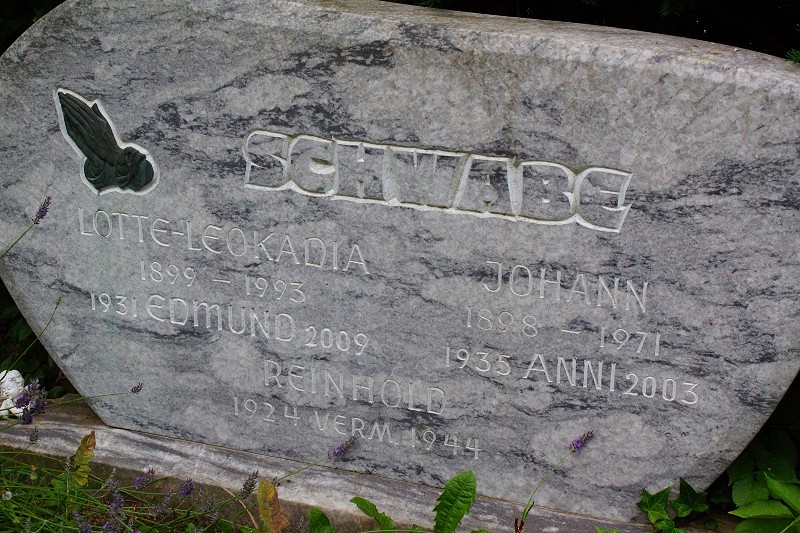 SCHWABE
LOTTE-LEOKADIA
1899 – 1993
1931 EDMUND 2009
JOHANN
1898 – 1971
1935 ANNI 2003
REINHOLD
1924 VERM. 1944